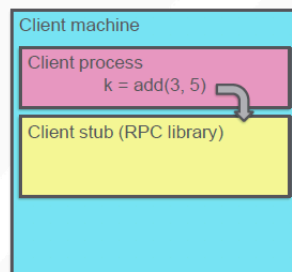 Client machine
Client process
k = add(3, 5)
Client stub (RPC library)